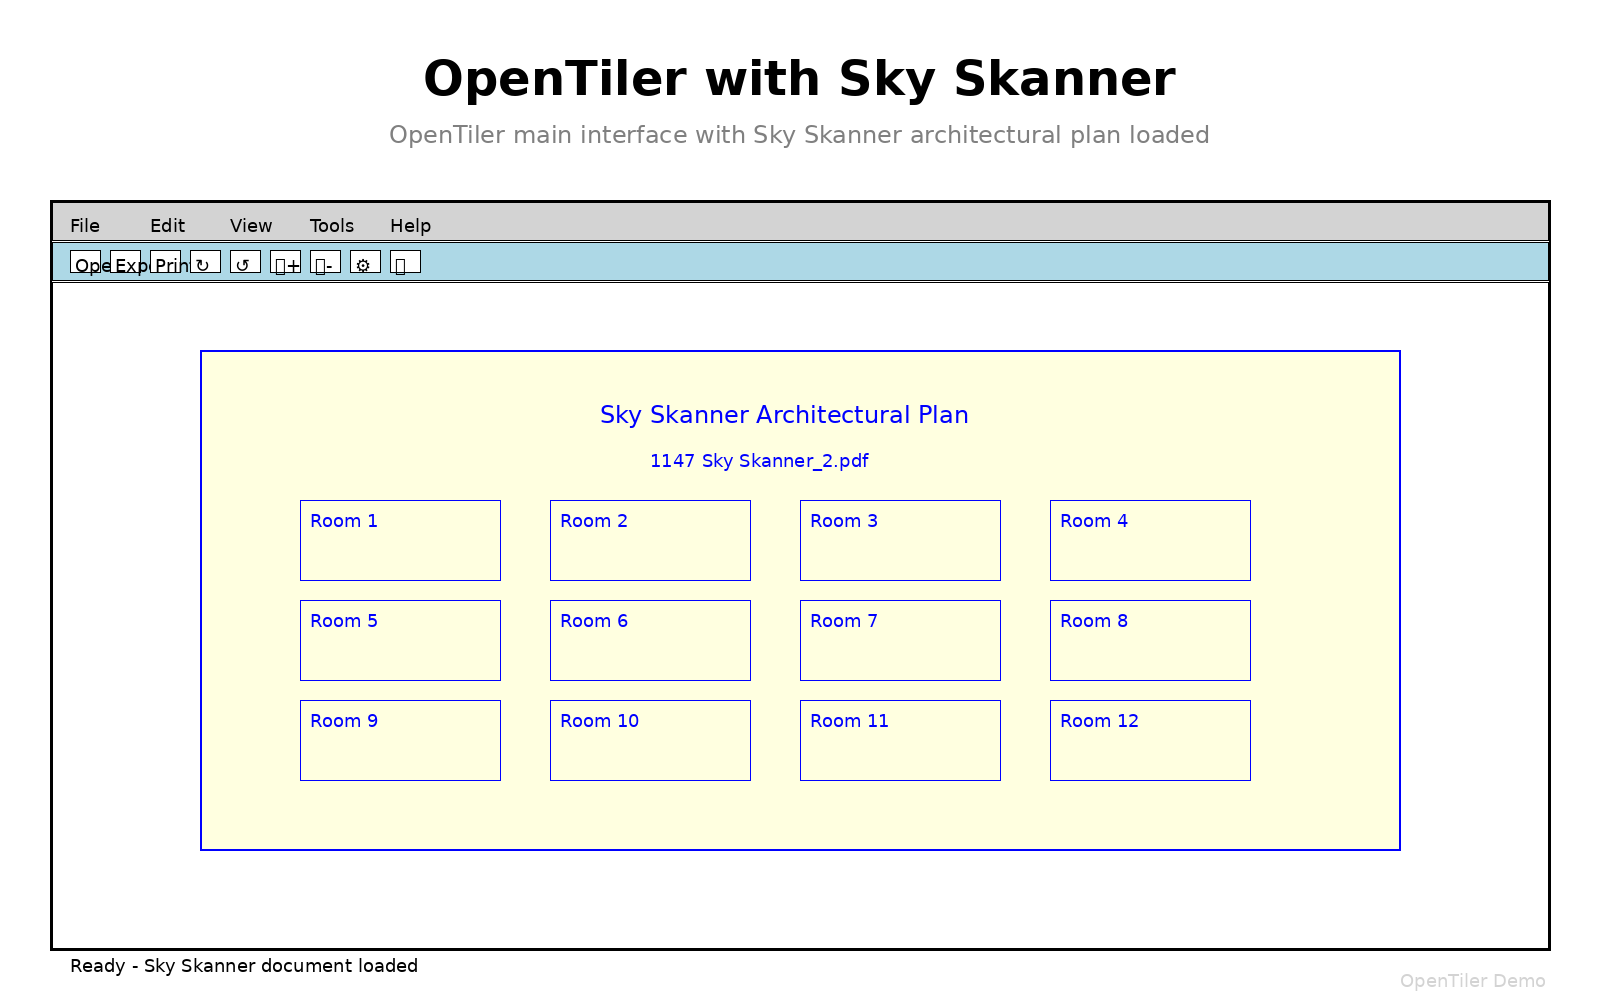 OpenTiler with Sky Skanner
OpenTiler main interface with Sky Skanner architectural plan loaded
File Edit View Tools Help
Ope Exp Print ↻ ↺ + - ⚙
Sky Skanner Architectural Plan
1147 Sky Skanner_2.pdf
Room 1 Room 2 Room 3 Room 4
Room 5 Room 6 Room 7 Room 8
Room 9 Room 10 Room 11 Room 12
Ready - Sky Skanner document loaded
OpenTiler Demo